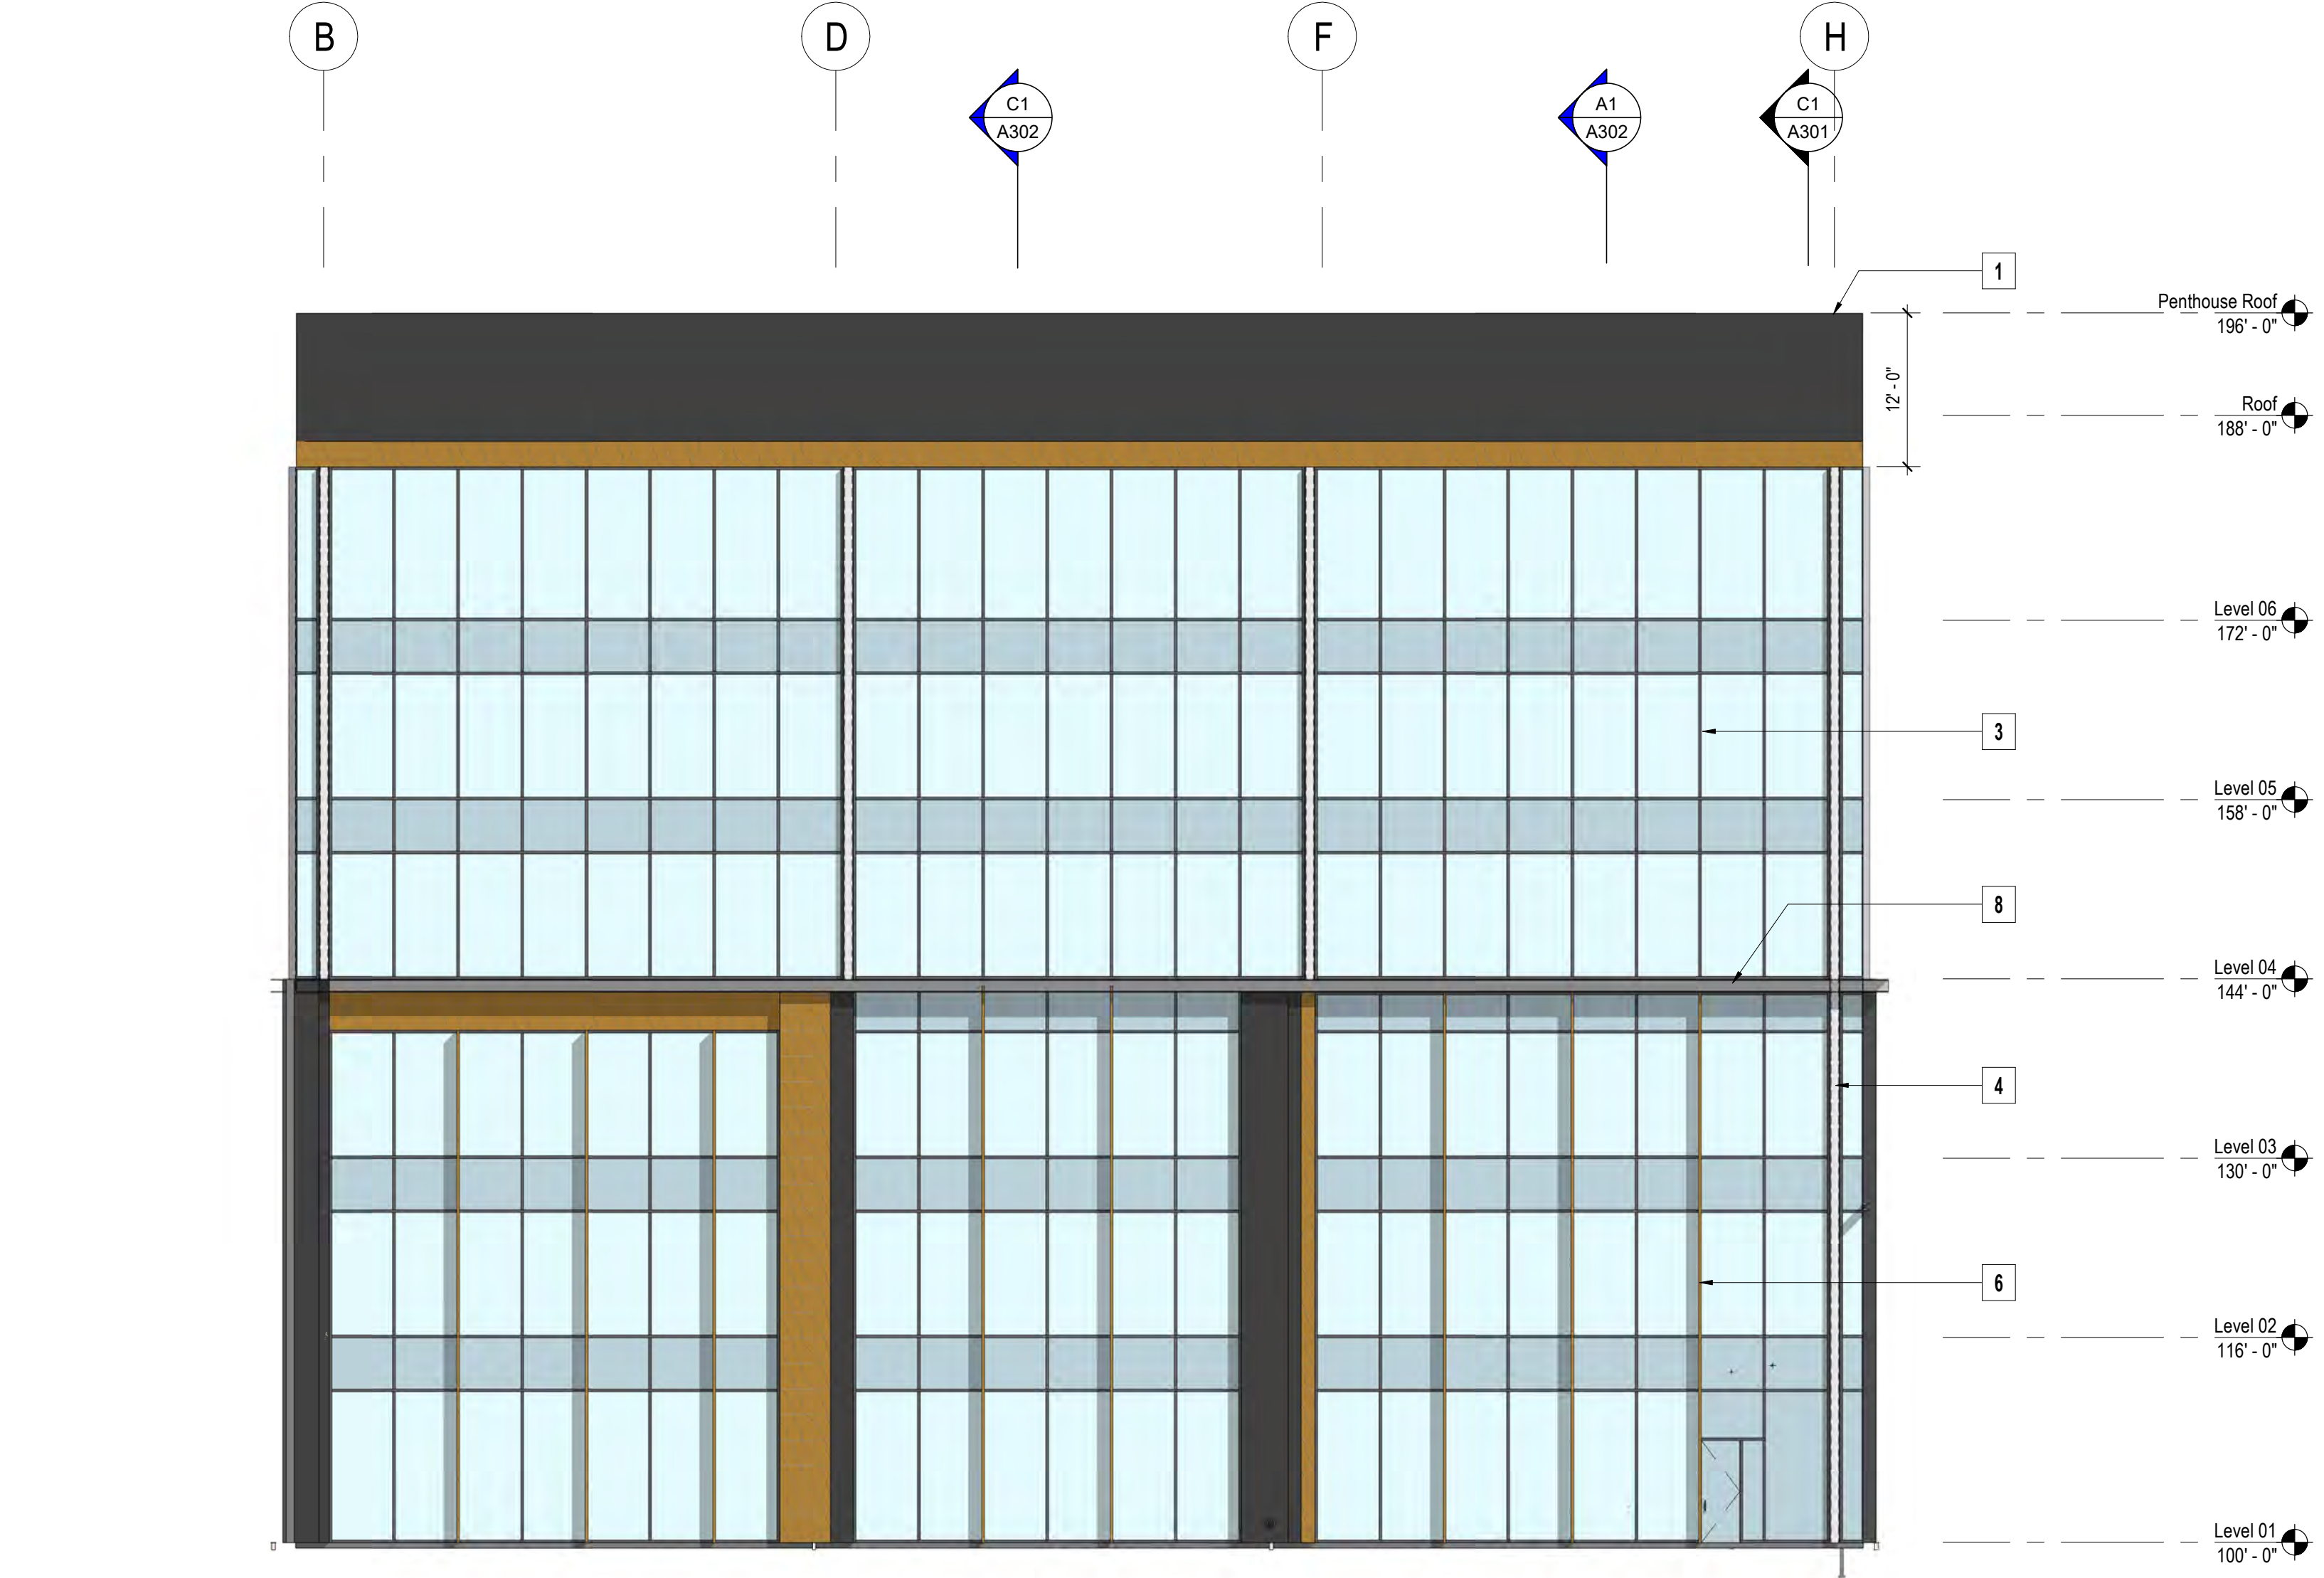 B
D
F
H
C1
A302
A1
A302
C1
A301
1
Penthouse Roof
196' - 0"
12' - 0"
Roof
188' - 0"
Level 06
172' - 0"
3
Level 05
158' - 0"
8
Level 04
144' - 0"
4
Level 03
130' - 0"
6
Level 02
116' - 0"
Level 01
100' - 0"